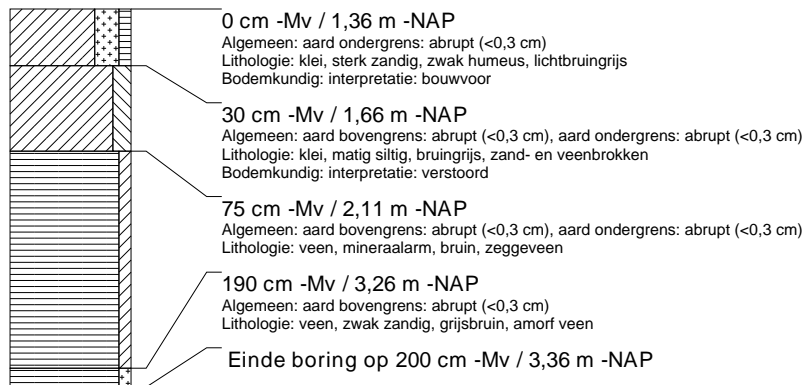 0 cm -Mv / 1,36 m -NAP
Algemeen: aard ondergrens: abrupt (<0,3 cm)
Lithologie: klei, sterk zandig, zwak humeus, lichtbruingrijs
Bodemkundig: interpretatie: bouwvoor
30 cm -Mv / 1,66 m -NAP
Algemeen: aard bovengrens: abrupt (<0,3 cm), aard ondergrens: abrupt (<0,3 cm)
Lithologie: klei, matig siltig, bruingrijs, zand- en veenbrokken
Bodemkundig: interpretatie: verstoord
75 cm -Mv / 2,11 m -NAP
Algemeen: aard bovengrens: abrupt (<0,3 cm), aard ondergrens: abrupt (<0,3 cm)
Lithologie: veen, mineraalarm, bruin, zeggeveen
190 cm -Mv / 3,26 m -NAP
Algemeen: aard bovengrens: abrupt (<0,3 cm)
Lithologie: veen, zwak zandig, grijsbruin, amorf veen
Einde boring op 200 cm -Mv / 3,36 m -NAP